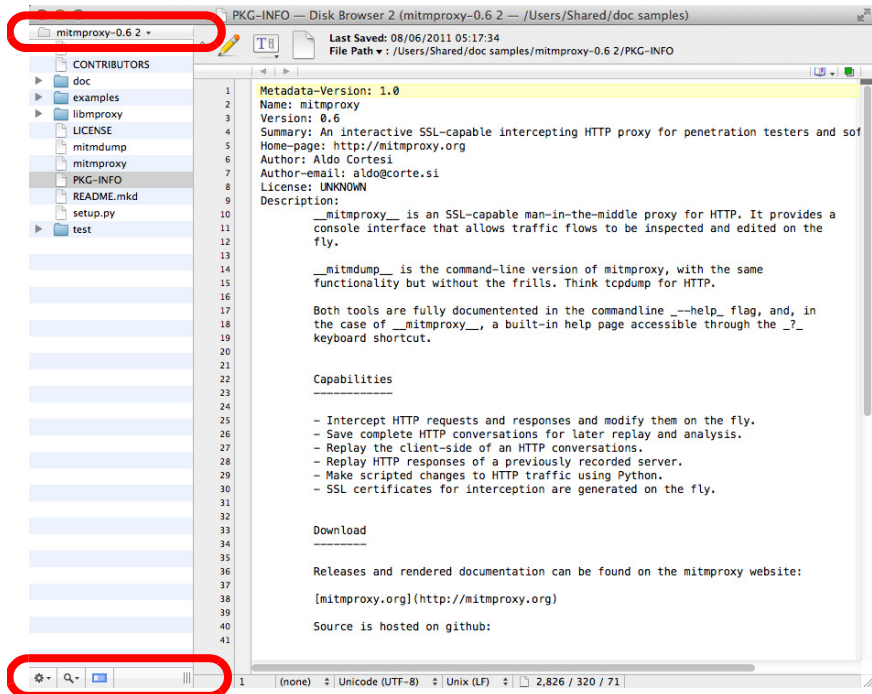 PKG-INFO — Disk Browser 2 (mitmproxy-0.6 2 — /Users/Shared/doc samples)
mitmproxy-0.6 2
Last Saved: 08/06/2011 05:17:34
File Path ▾ : /Users/Shared/doc samples/mitmproxy-0.6 2/PKG-INFO
CONTRIBUTORS
doc
examples
libmproxy
LICENSE
mitmdump
mitmproxy
PKG-INFO
README.mkd
setup.py
test
1 Metadata-Version: 1.0
2 Name: mitmproxy
3 Version: 0.6
4 Summary: An interactive SSL-capable intercepting HTTP proxy for penetration testers and sof
5 Home-page: http://mitmproxy.org
6 Author: Aldo Cortesi
7 Author-email: aldo@corte.si
8 License: UNKNOWN
9 Description:
10 __mitmproxy__ is an SSL-capable man-in-the-middle proxy for HTTP. It provides a
11 console interface that allows traffic flows to be inspected and edited on the
12 fly.
13
14 __mitmdump__ is the command-line version of mitmproxy, with the same
15 functionality but without the frills. Think tcpdump for HTTP.
16
17 Both tools are fully documentented in the commandline _--help_ flag, and, in
18 the case of __mitmproxy__, a built-in help page accessible through the _?_
19 keyboard shortcut.
20
21
22 Capabilities
23 ------------
24
25 - Intercept HTTP requests and responses and modify them on the fly.
26 - Save complete HTTP conversations for later replay and analysis.
27 - Replay the client-side of an HTTP conversations.
28 - Replay HTTP responses of a previously recorded server.
29 - Make scripted changes to HTTP traffic using Python.
30 - SSL certificates for interception are generated on the fly.
31
32
33 Download
34 --------
35
36 Releases and rendered documentation can be found on the mitmproxy website:
37
38 [mitmproxy.org](http://mitmproxy.org)
39
40 Source is hosted on github:
41
1 (none) Unicode (UTF-8) Unix (LF) 2,826 / 320 / 71